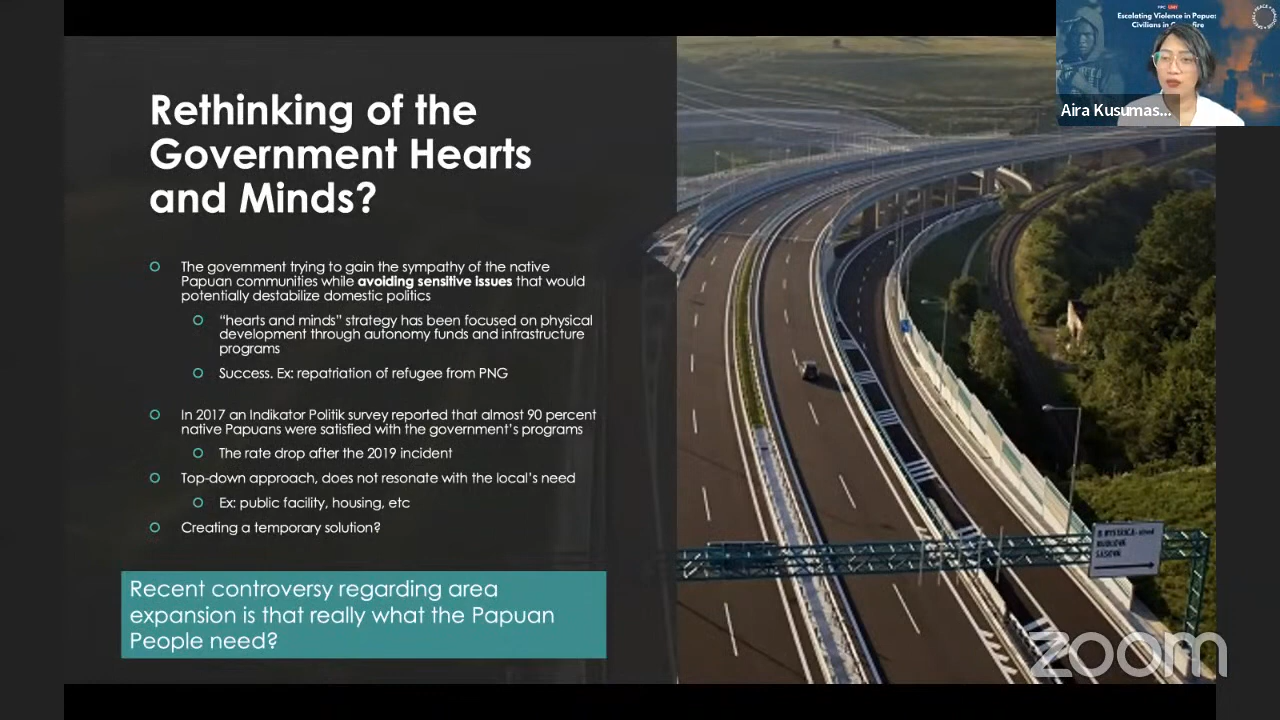 Escalating Violence in Papua:
Civilians in
Aira Kusumas...
Rethinking of the
Government Hearts
and Minds?
The government trying to gain the sympathy of the native
Papuan communities while avoiding sensitive issues that would
potentially destabilize domestic politics
“hearts and minds” strategy has been focused on physical
development through autonomy funds and infrastructure
programs
Success. Ex: repatriation of refugee from PNG
In 2017 an Indikator Politik survey reported that almost 90 percent
native Papuans were satisfied with the government’s programs
The rate drop after the 2019 incident
Top-down approach, does not resonate with the local’s need
Ex: public facility, housing, etc
Creating a temporary solution?
Recent controversy regarding area
expansion is that really what the Papuan
People need?
zoom